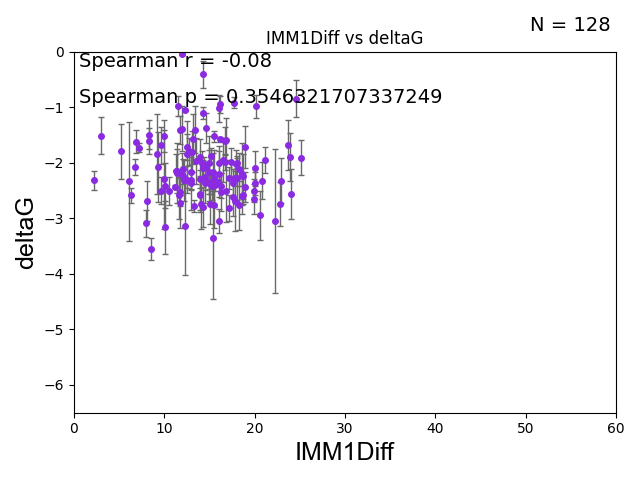 N = 128
IMM1Diff vs deltaG
Spearman r = -0.08
Spearman p = 0.3546321707337249
0
−1
−2
−3
−4
−5
−6
deltaG
0 10 20 30 40 50 60
IMM1Diff